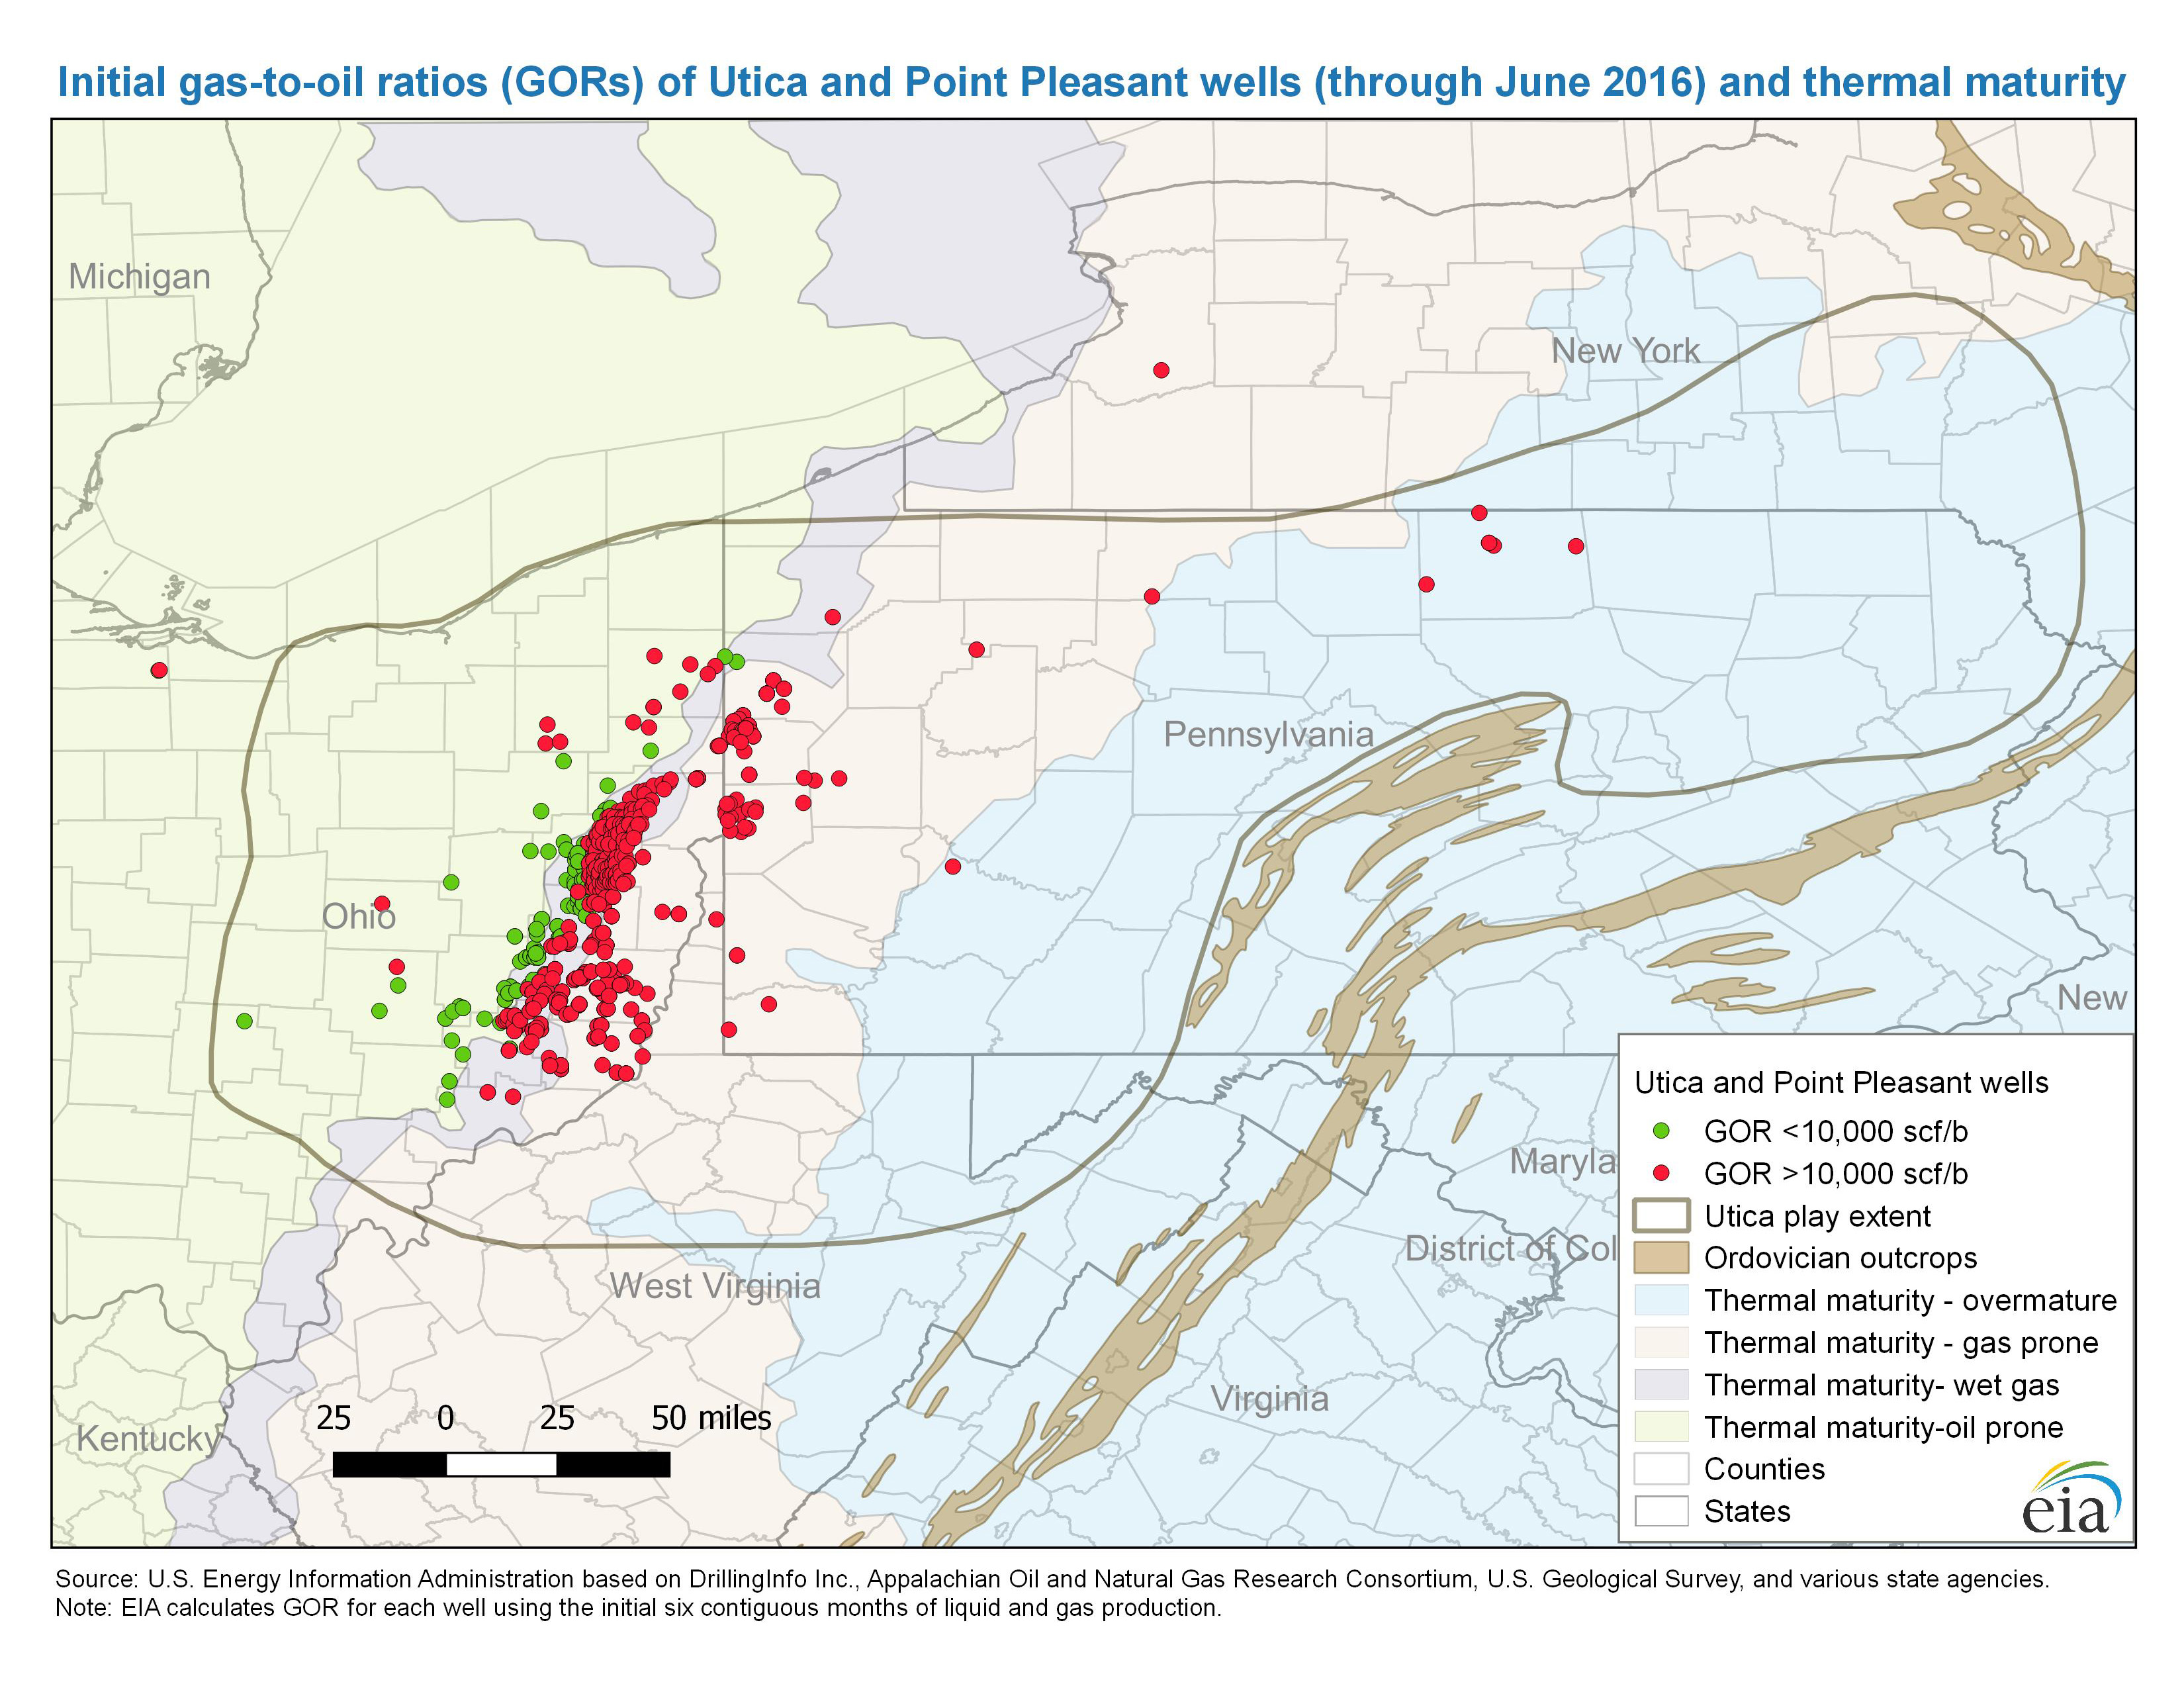 Initial gas-to-oil ratios (GORs) of Utica and Point Pleasant wells (through June 2016) and thermal maturity
Michigan
New York
Pennsylvania
Ohio
New
Maryla
District of Col
West Virginia
Virginia
Kentucky
25 0 25 50 miles
Utica and Point Pleasant wells
GOR <10,000 scf/b
GOR >10,000 scf/b
Utica play extent
Ordovician outcrops
Thermal maturity - overmature
Thermal maturity - gas prone
Thermal maturity- wet gas
Thermal maturity-oil prone
Counties
States
eia
Source: U.S. Energy Information Administration based on DrillingInfo Inc., Appalachian Oil and Natural Gas Research Consortium, U.S. Geological Survey, and various state agencies.
Note: EIA calculates GOR for each well using the initial six contiguous months of liquid and gas production.